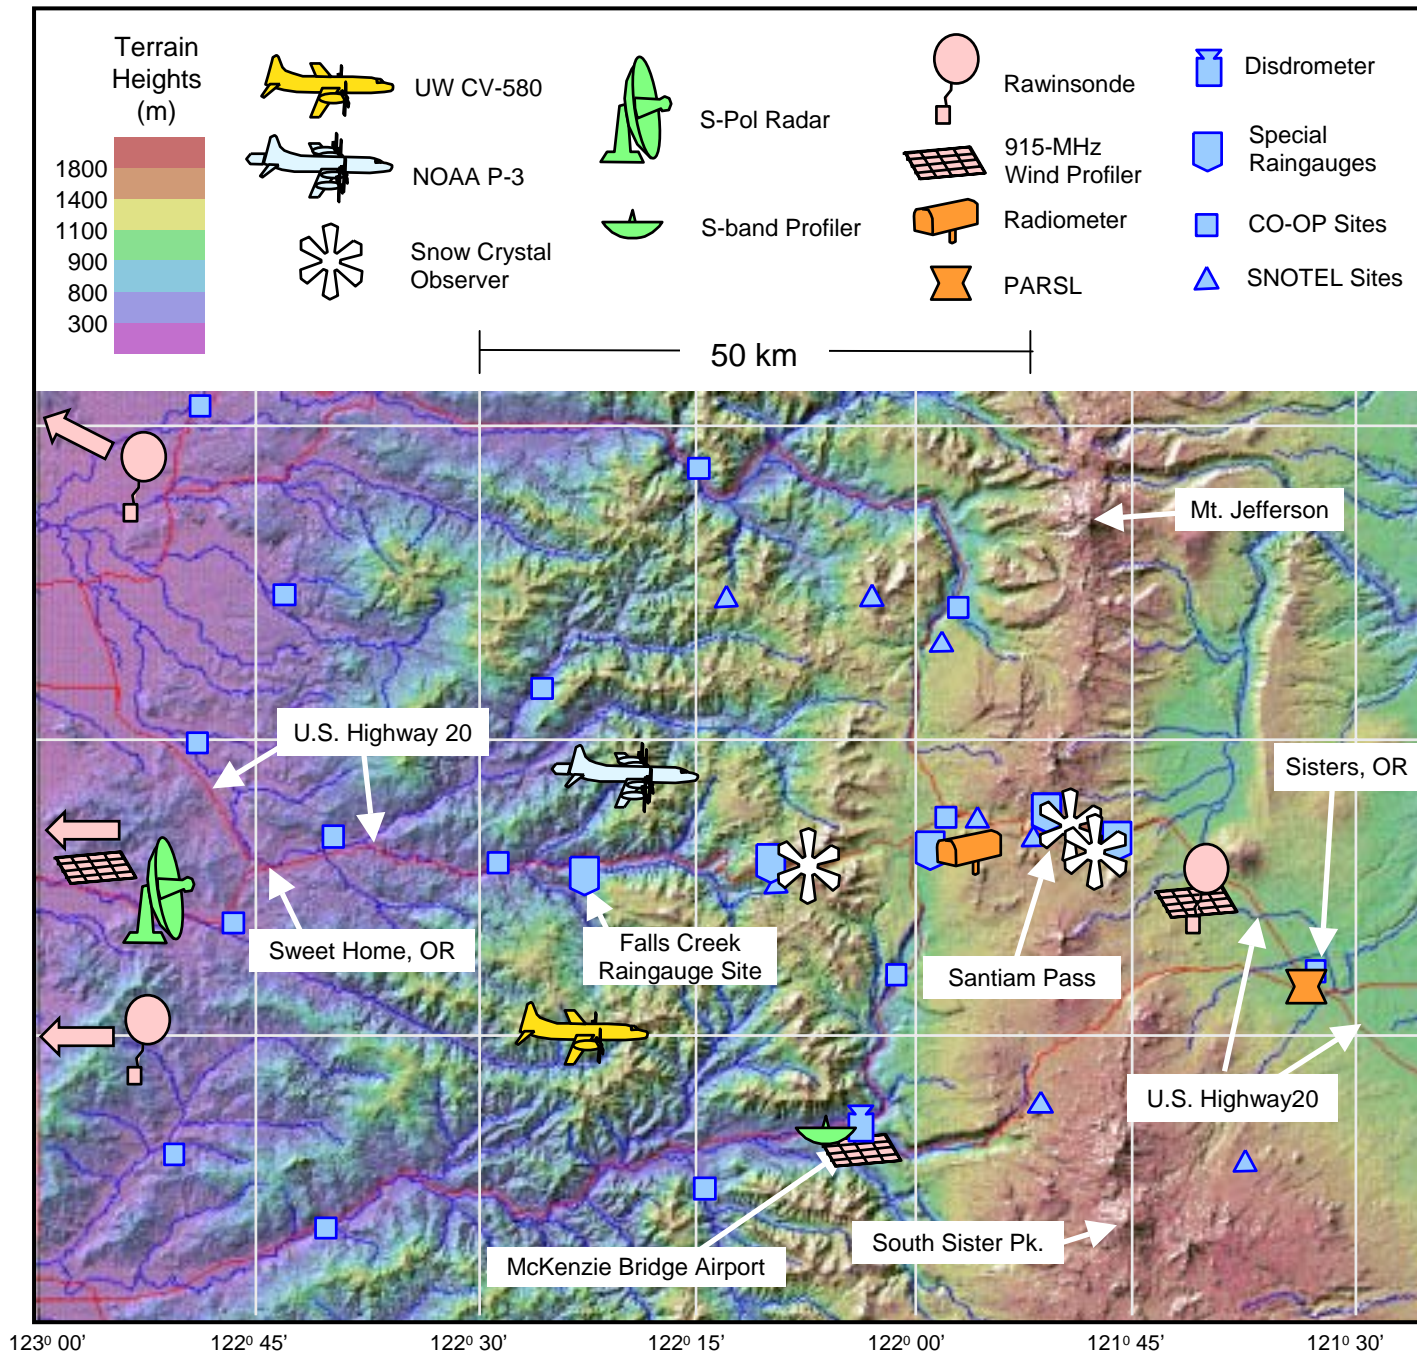 Terrain
Heights
(m)
1800
1400
1100
900
800
300
UW CV-580
NOAA P-3
Snow Crystal
Observer
S-Pol Radar
S-band Profiler
Rawinsonde
915-MHz
Wind Profiler
Radiometer
PARSL
Disdrometer
Special
Raingauges
CO-OP Sites
SNOTEL Sites
50 km
Mt. Jefferson
U.S. Highway 20
Sisters, OR
Sweet Home, OR
Falls Creek
Raingauge Site
Santiam Pass
U.S. Highway20
South Sister Pk.
McKenzie Bridge Airport
123⁰ 00’
122⁰ 45’
122⁰ 30’
122⁰ 15’
122⁰ 00’
121⁰ 45’
121⁰ 30’